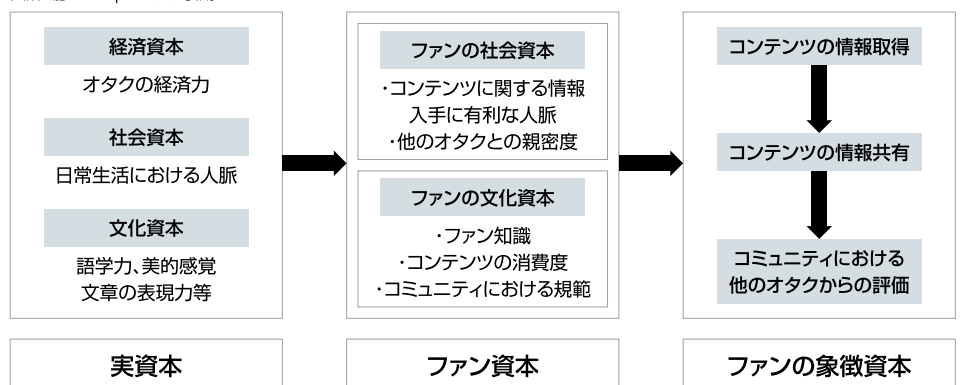 経済資本
オタクの経済力
社会資本
日常生活における人脈
文化資本
語学力、美的感覚
文章の表現力等
実資本
ファンの社会資本
・コンテンツに関する情報
入手に有利な人脈
・他のオタクとの親密度
ファンの文化資本
・ファン知識
・コンテンツの消費度
・コミュニティにおける規範
ファン資本
コンテンツの情報取得
コンテンツの情報共有
コミュニティにおける
他のオタクからの評価
ファンの象徴資本